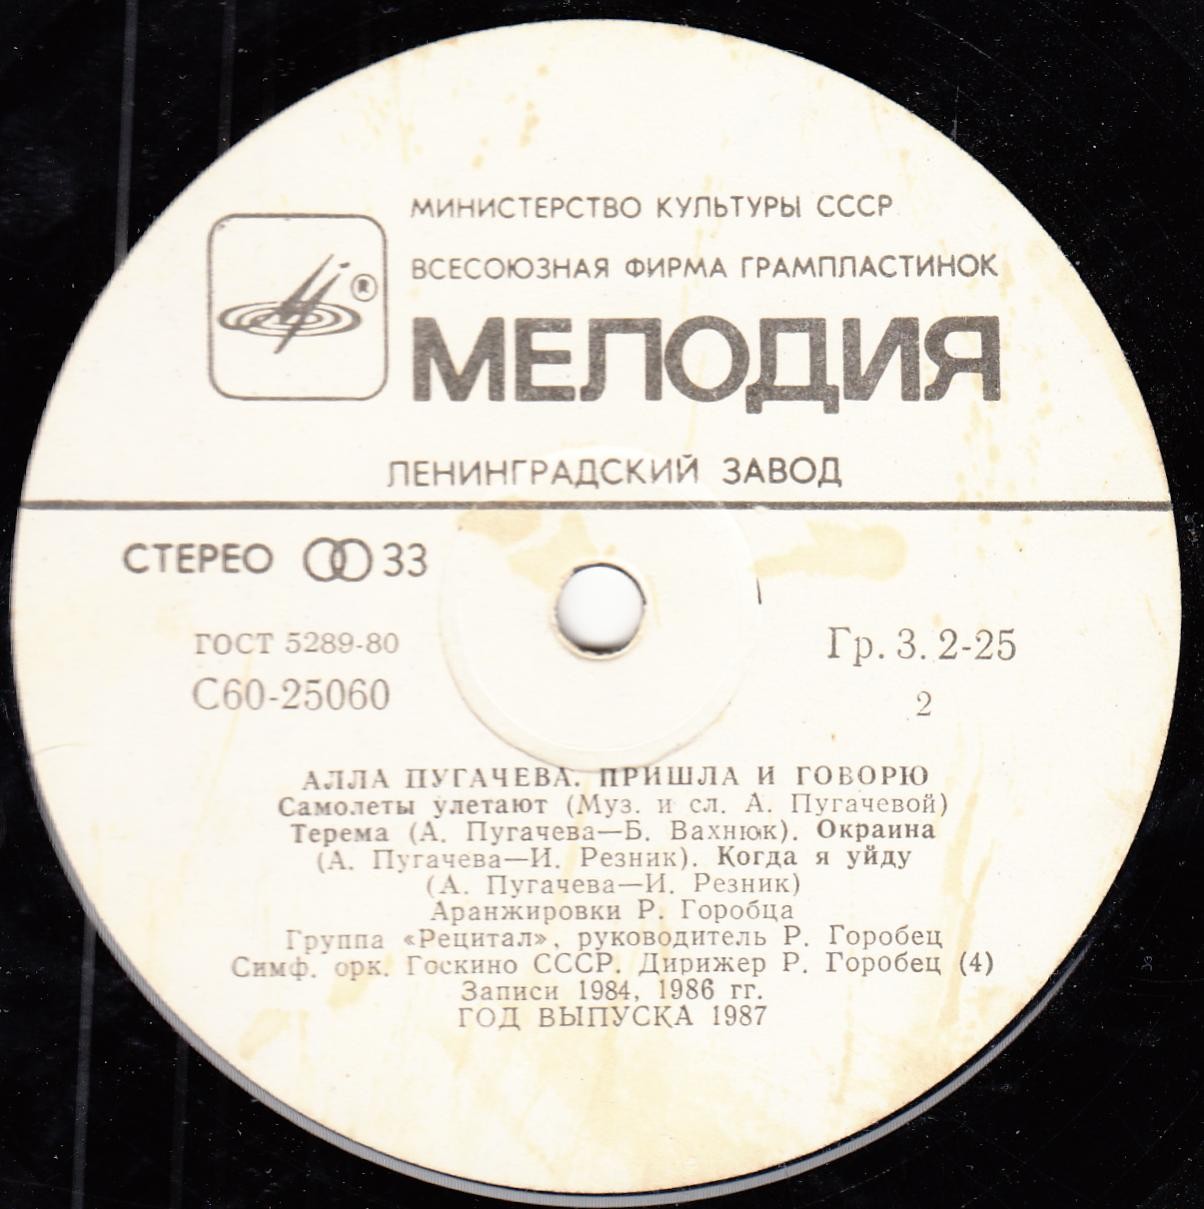 МИНИСТЕРСТВО КУЛЬТУРЫ СССР
ВСЕСОЮЗНАЯ ФИРМА ГРАМПЛАСТИНОК
®
МЕЛОДИЯ
ЛЕНИНГРАДСКИЙ ЗАВОД
СТЕРЕО 33
ГОСТ 5289-80
Гр. 3. 2-25
С60-25060
2
АЛЛА ПУГАЧЕВА. ПРИШЛА И ГОВОРЮ
Самолеты улетают (Муз. и сл. А. Пугачевой)
Терема (А. Пугачева—Б. Вахнюк). Окраина
(А. Пугачева—И. Резник). Когда я уйду
(А. Пугачева—И. Резник)
Аранжировки Р. Горобца
Группа «Рецитал», руководитель Р. Горобец
Симф. орк. Госкино СССР. Дирижер Р. Горобец (4)
Записи 1984, 1986 гг.
ГОД ВЫПУСКА 1987